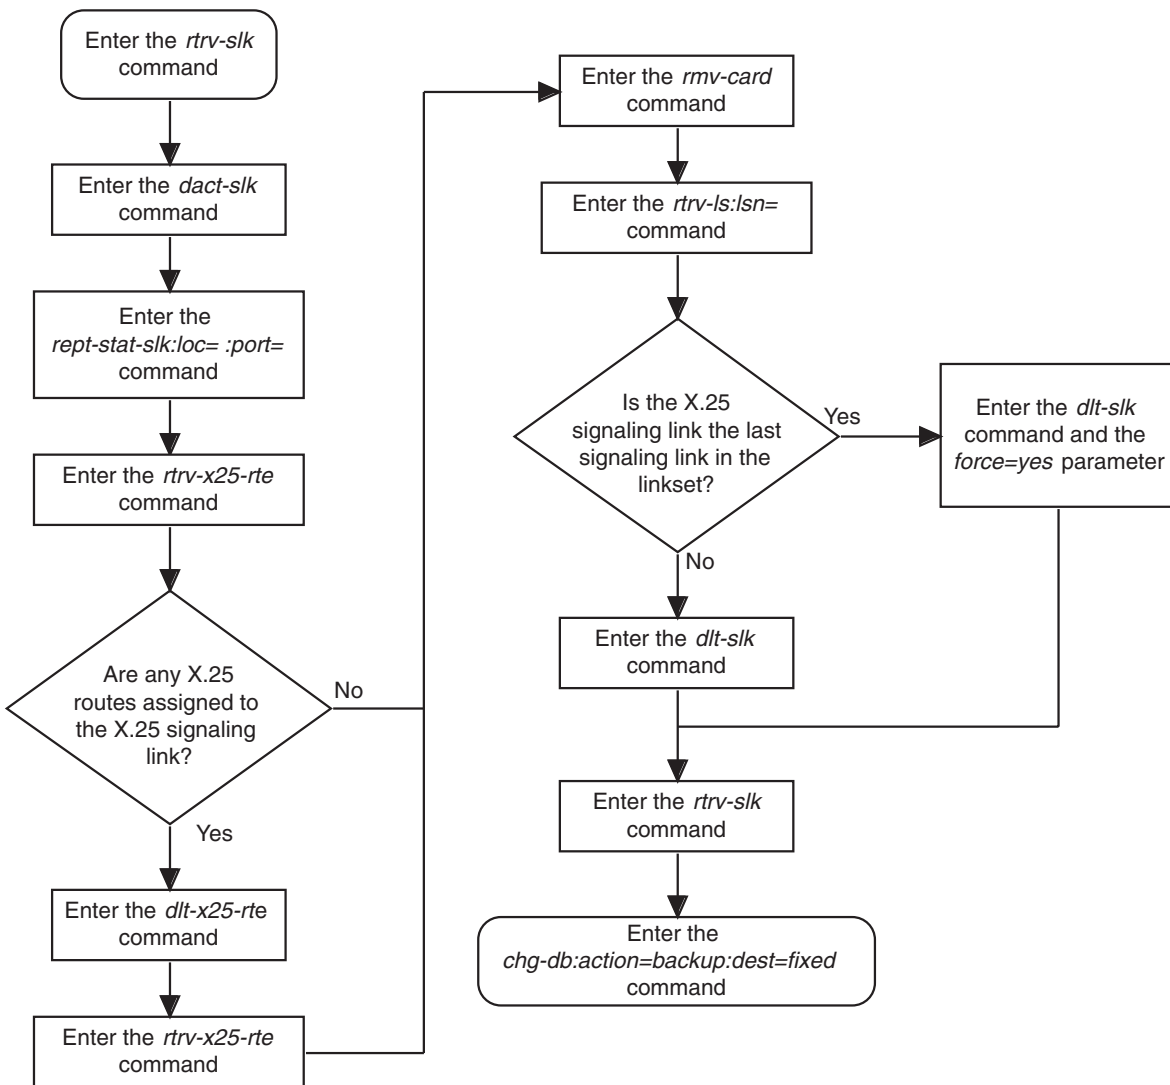 Enter the rtrv-slk
command
Enter the dact-slk
command
Enter the
rept-stat-slk:loc= :port=
command
Enter the rtrv-x25-rte
command
Are any X.25
routes assigned to
the X.25 signaling
link?
No
Yes
Enter the dlt-x25-rte
command
Enter the rtrv-x25-rte
command
Enter the rmv-card
command
Enter the rtrv-ls:lsn=
command
Is the X.25
signaling link the last
signaling link in the
linkset?
Yes
No
Enter the dlt-slk
command and the
force=yes parameter
Enter the dlt-slk
command
Enter the rtrv-slk
command
Enter the
chg-db:action=backup:dest=fixed
command